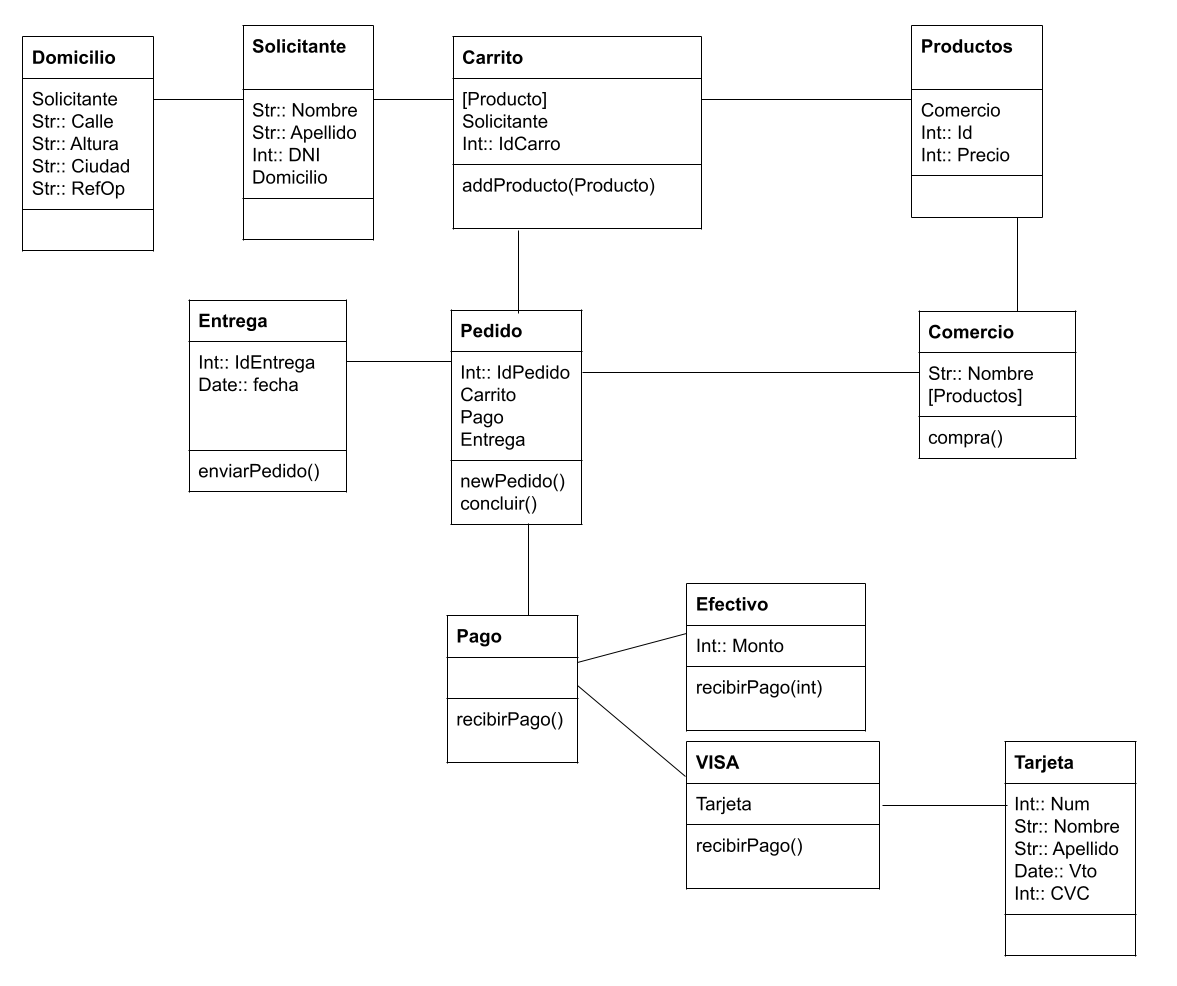 Domicilio
Solicitante
Str:: Calle
Str:: Altura
Str:: Ciudad
Str:: RefOp
Solicitante
Str:: Nombre
Str:: Apellido
Int:: DNI
Domicilio
Carrito
[Producto]
Solicitante
Int:: IdCarro
addProducto(Producto)
Productos
Comercio
Int:: Id
Int:: Precio
Entrega
Int:: IdEntrega
Date:: fecha
enviarPedido()
Pedido
Int:: IdPedido
Carrito
Pago
Entrega
newPedido()
concluir()
Comercio
Str:: Nombre
[Productos]
compra()
Pago
recibirPago()
Efectivo
Int:: Monto
recibirPago(int)
VISA
Tarjeta
recibirPago()
Tarjeta
Int:: Num
Str:: Nombre
Str:: Apellido
Date:: Vto
Int:: CVC